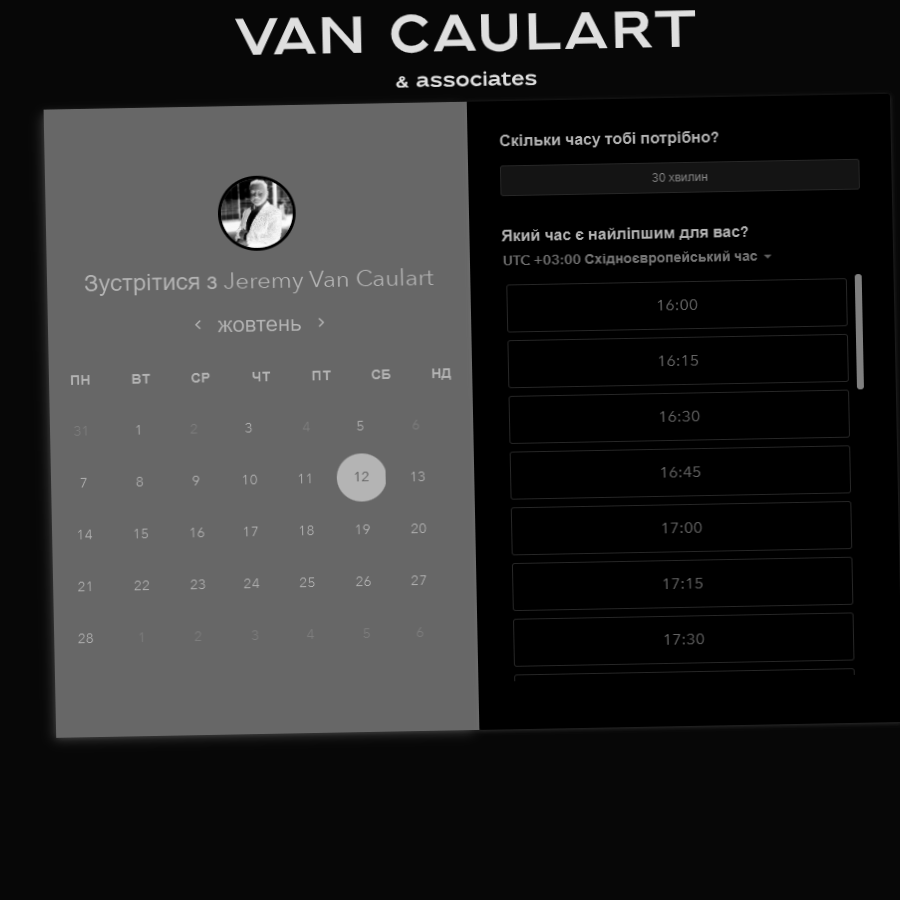 VAN CAULART
& associates
Зустрітися з Jeremy Van Caulart
жовтень
ПН ВТ СР ЧТ ПТ СБ НД
31 1 2 3 4 5 6
7 8 9 10 11 12 13
14 15 16 17 18 19 20
21 22 23 24 25 26 27
28 1 2 3 4 5 6
Скільки часу тобі потрібно?
30 хвилин
Який час є найліпшим для вас?
UTC +03:00 Східноєвропейський час
16:00
16:15
16:30
16:45
17:00
17:15
17:30